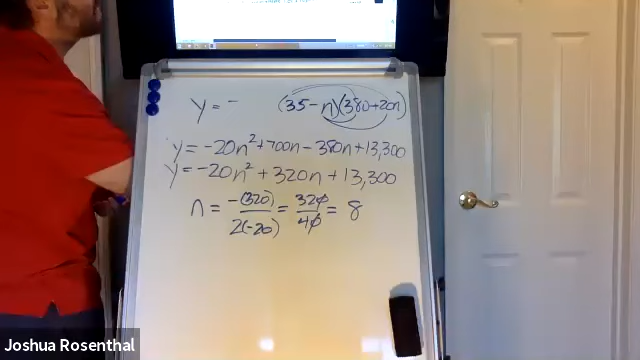 y = - (35 - n)(380 + 20n)
y = -20n² + 700n - 380n + 13,300
y = -20n² + 320n + 13,300
n = -(320) / 2(-20) = 320 / 40 = 8
Joshua Rosenthal